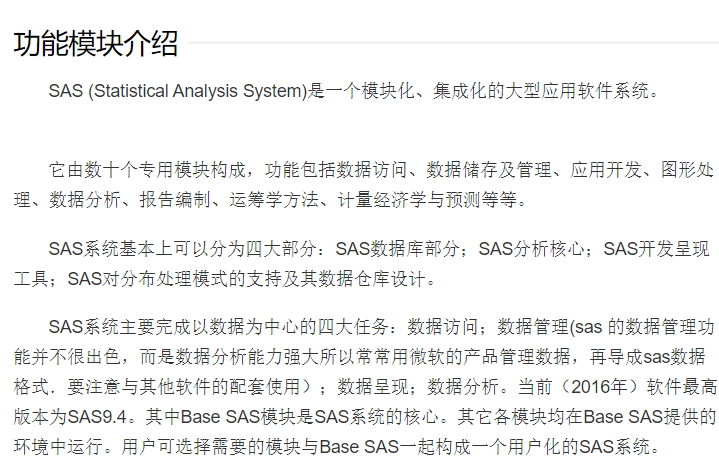 功能模块介绍
SAS (Statistical Analysis System)是一个模块化、集成化的大型应用软件系统。
它由数十个专用模块构成，功能包括数据访问、数据储存及管理、应用开发、图形处
理、数据分析、报告编制、运筹学方法、计量经济学与预测等等。
SAS系统基本上可以分为四大部分：SAS数据库部分；SAS分析核心；SAS开发呈现
工具；SAS对分布处理模式的支持及其数据仓库设计。
SAS系统主要完成以数据为中心的四大任务：数据访问；数据管理(sas 的数据管理功
能并不很出色，而是数据分析能力强大所以常常用微软的产品管理数据，再导成sas数据
格式．要注意与其他软件的配套使用）；数据呈现；数据分析。当前（2016年）软件最高
版本为SAS9.4。其中Base SAS模块是SAS系统的核心。其它各模块均在Base SAS提供的
环境中运行。用户可选择需要的模块与Base SAS一起构成一个用户化的SAS系统。